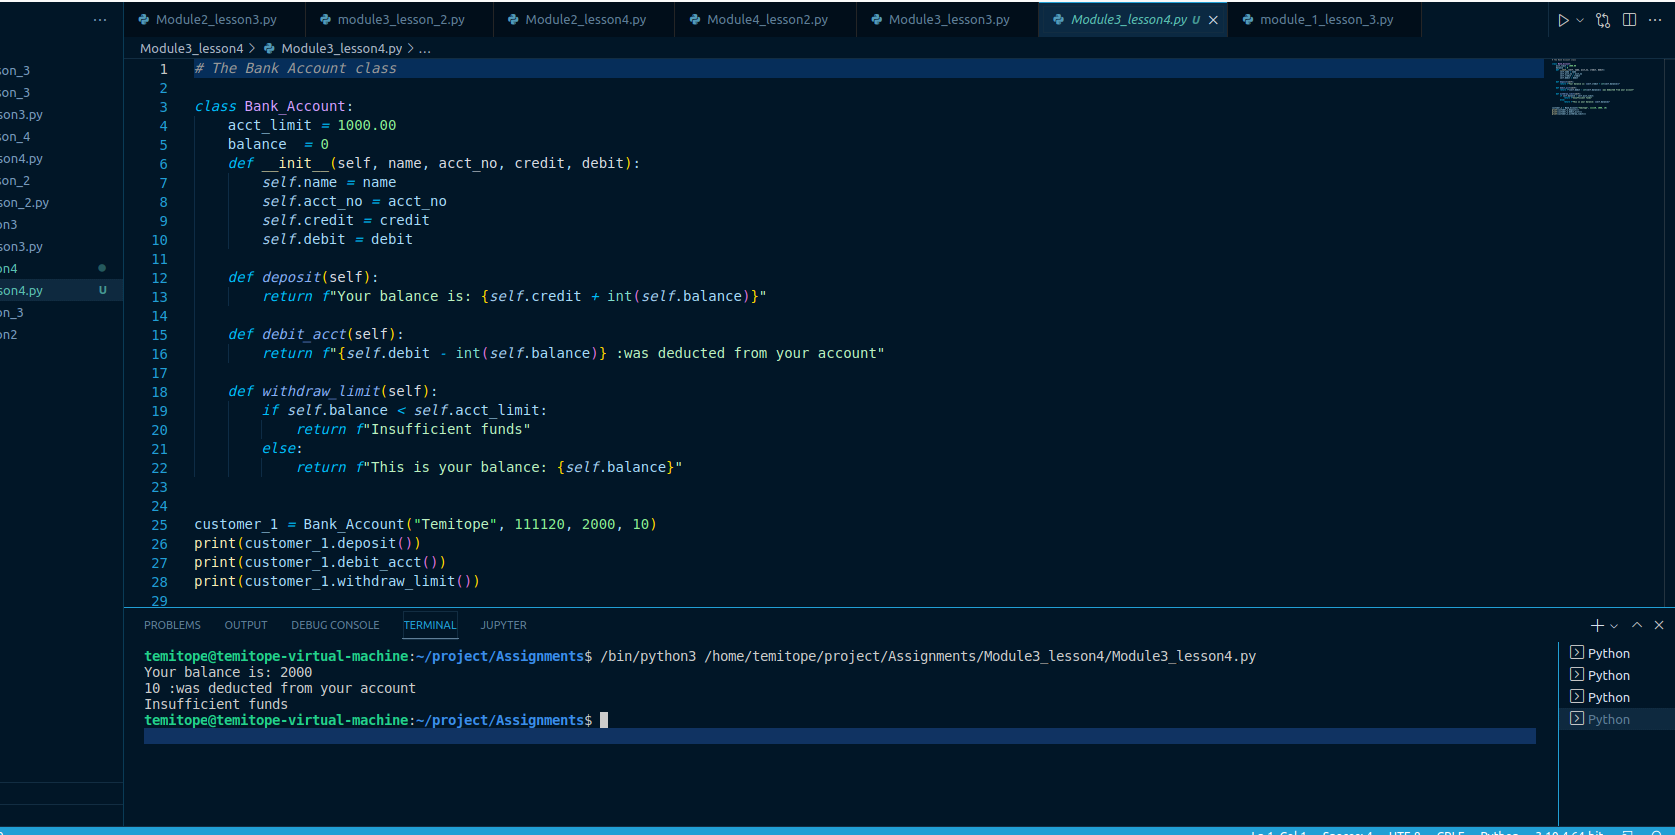 Module2_lesson3.py module3_lesson_2.py Module2_lesson4.py Module4_lesson2.py Module3_lesson3.py Module3_lesson4.py U module_1_lesson_3.py
Module3_lesson4 > Module3_lesson4.py > ...
son_3
son_3
son3.py
son_4
son4.py
son_2
son_2.py
on3
son3.py
on4
son4.py U
on_3
on2
1 # The Bank Account class
2
3 class Bank_Account:
4 acct_limit = 1000.00
5 balance  = 0
6 def __init__(self, name, acct_no, credit, debit):
7 self.name = name
8 self.acct_no = acct_no
9 self.credit = credit
10 self.debit = debit
11
12 def deposit(self):
13 return f"Your balance is: {self.credit + int(self.balance)}"
14
15 def debit_acct(self):
16 return f"{self.debit - int(self.balance)} :was deducted from your account"
17
18 def withdraw_limit(self):
19 if self.balance < self.acct_limit:
20 return f"Insufficient funds"
21 else:
22 return f"This is your balance: {self.balance}"
23
24
25 customer_1 = Bank_Account("Temitope", 111120, 2000, 10)
26 print(customer_1.deposit())
27 print(customer_1.debit_acct())
28 print(customer_1.withdraw_limit())
29
PROBLEMS OUTPUT DEBUG CONSOLE TERMINAL JUPYTER
temitope@temitope-virtual-machine:~/project/Assignments$ /bin/python3 /home/temitope/project/Assignments/Module3_lesson4/Module3_lesson4.py
Your balance is: 2000
10 :was deducted from your account
Insufficient funds
temitope@temitope-virtual-machine:~/project/Assignments$
Python
Python
Python
Python